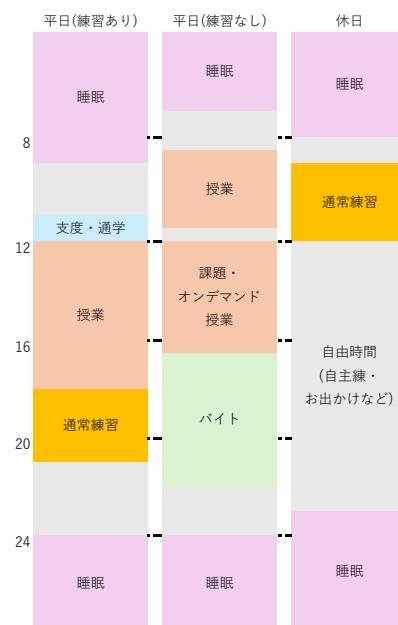 平日(練習あり)
平日(練習なし)
休日
睡眠
睡眠
睡眠
8
授業
通常練習
支度・通学
12
授業
課題・
オンデマンド
授業
16
自由時間
(自主練・
お出かけなど)
通常練習
バイト
20
24
睡眠
睡眠
睡眠